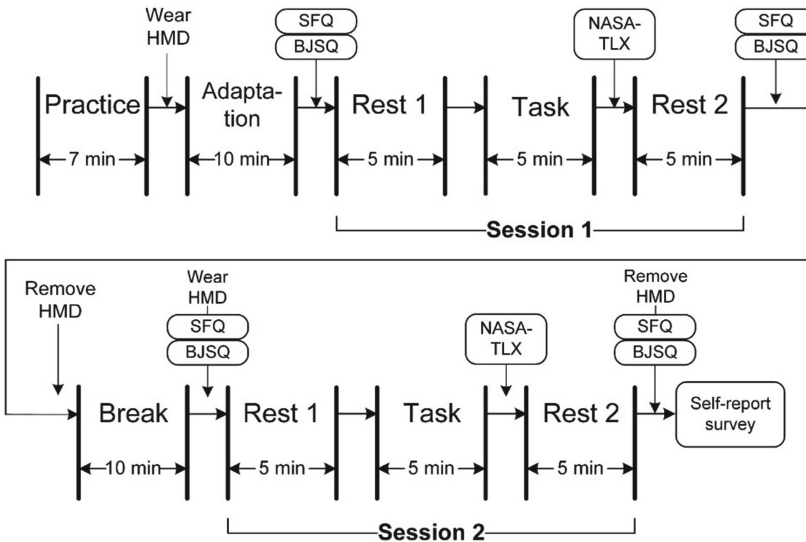 Wear
HMD
SFQ
BJSQ
NASA-
TLX
SFQ
BJSQ
Practice
Adapta-
tion
Rest 1
Task
Rest 2
7 min
10 min
5 min
5 min
5 min
Session 1
Remove
HMD
Wear
HMD
SFQ
BJSQ
NASA-
TLX
Remove
HMD
SFQ
BJSQ
Break
Rest 1
Task
Rest 2
Self-report
survey
10 min
5 min
5 min
5 min
Session 2